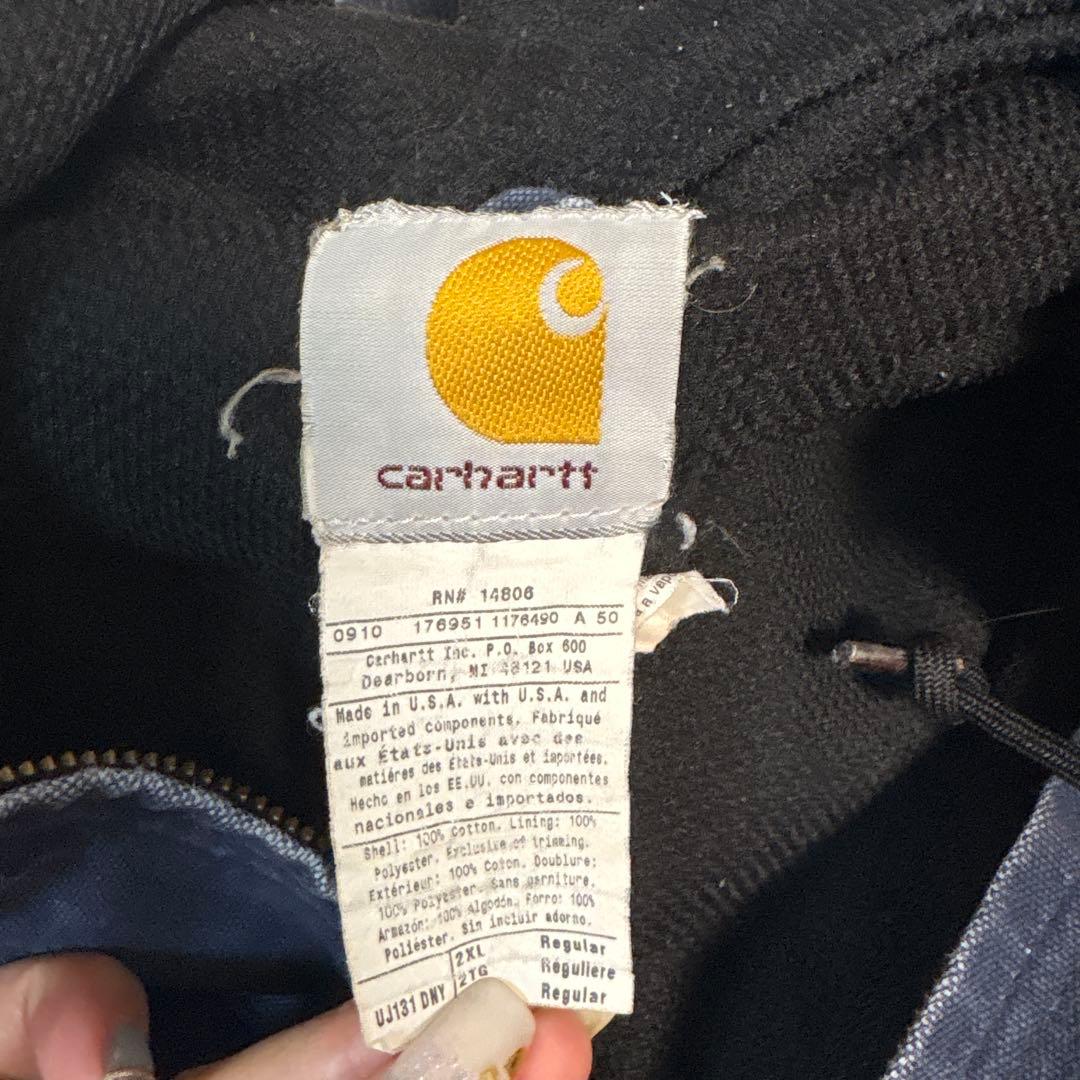 carhartt
RN# 14806
0910 176951 1176490 A 50
Carhartt Inc. P.O. Box 600
Dearborn, MI 48121 USA
Made in U.S.A. with U.S.A. and
imported components. Fabriqué
aux États-Unis avec des
matiéres des États-Unis et importées.
Hecho en los EE.UU. con componentes
nacionales e importados.
Shell: 100% Cotton. Lining: 100%
Polyester. Exclusive of trimming.
Extérieur: 100% Coton. Doublure:
100% Polyester. Sans garniture.
Armazón: 100% Algodón. Forro: 100%
Poliéster. Sin incluir adorno.
2XL Regular
2TG Réguliere
UJ131 DNY Regular